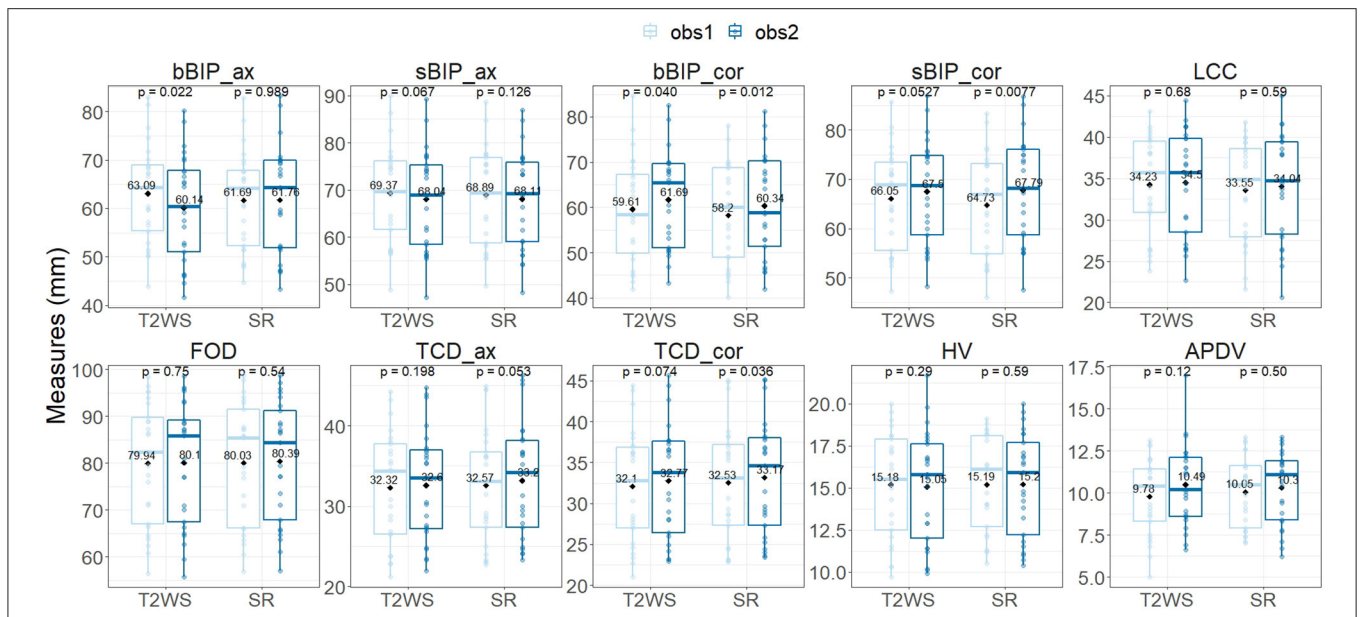 obs1 obs2
Measures (mm)
bBIP_ax sBIP_ax bBIP_cor sBIP_cor LCC
p = 0.022 p = 0.989 p = 0.067 p = 0.126 p = 0.040 p = 0.012 p = 0.0527 p = 0.0077 p = 0.68 p = 0.59
80 70 60 50 40
63.09 60.14 61.69 61.76
90 80 70 60 50
69.37 68.04 68.89 68.11
80 70 60 50 40
59.61 61.69 58.2 60.34
80 70 60 50
66.05 67.5 64.73 67.79
45 40 35 30 25 20
34.23 34.5 33.55 34.04
T2WS SR T2WS SR T2WS SR T2WS SR T2WS SR
FOD TCD_ax TCD_cor HV APDV
p = 0.75 p = 0.54 p = 0.198 p = 0.053 p = 0.074 p = 0.036 p = 0.29 p = 0.59 p = 0.12 p = 0.50
100 90 80 70 60
79.94 80.1 80.03 80.39
40 30 20
32.32 32.6 32.57 33.2
45 40 35 30 25 20
32.1 32.77 32.53 33.17
20.0 17.5 15.0 12.5 10.0
15.18 15.05 15.19 15.2
17.5 15.0 12.5 10.0 7.5 5.0
9.78 10.49 10.05 10.3
T2WS SR T2WS SR T2WS SR T2WS SR T2WS SR